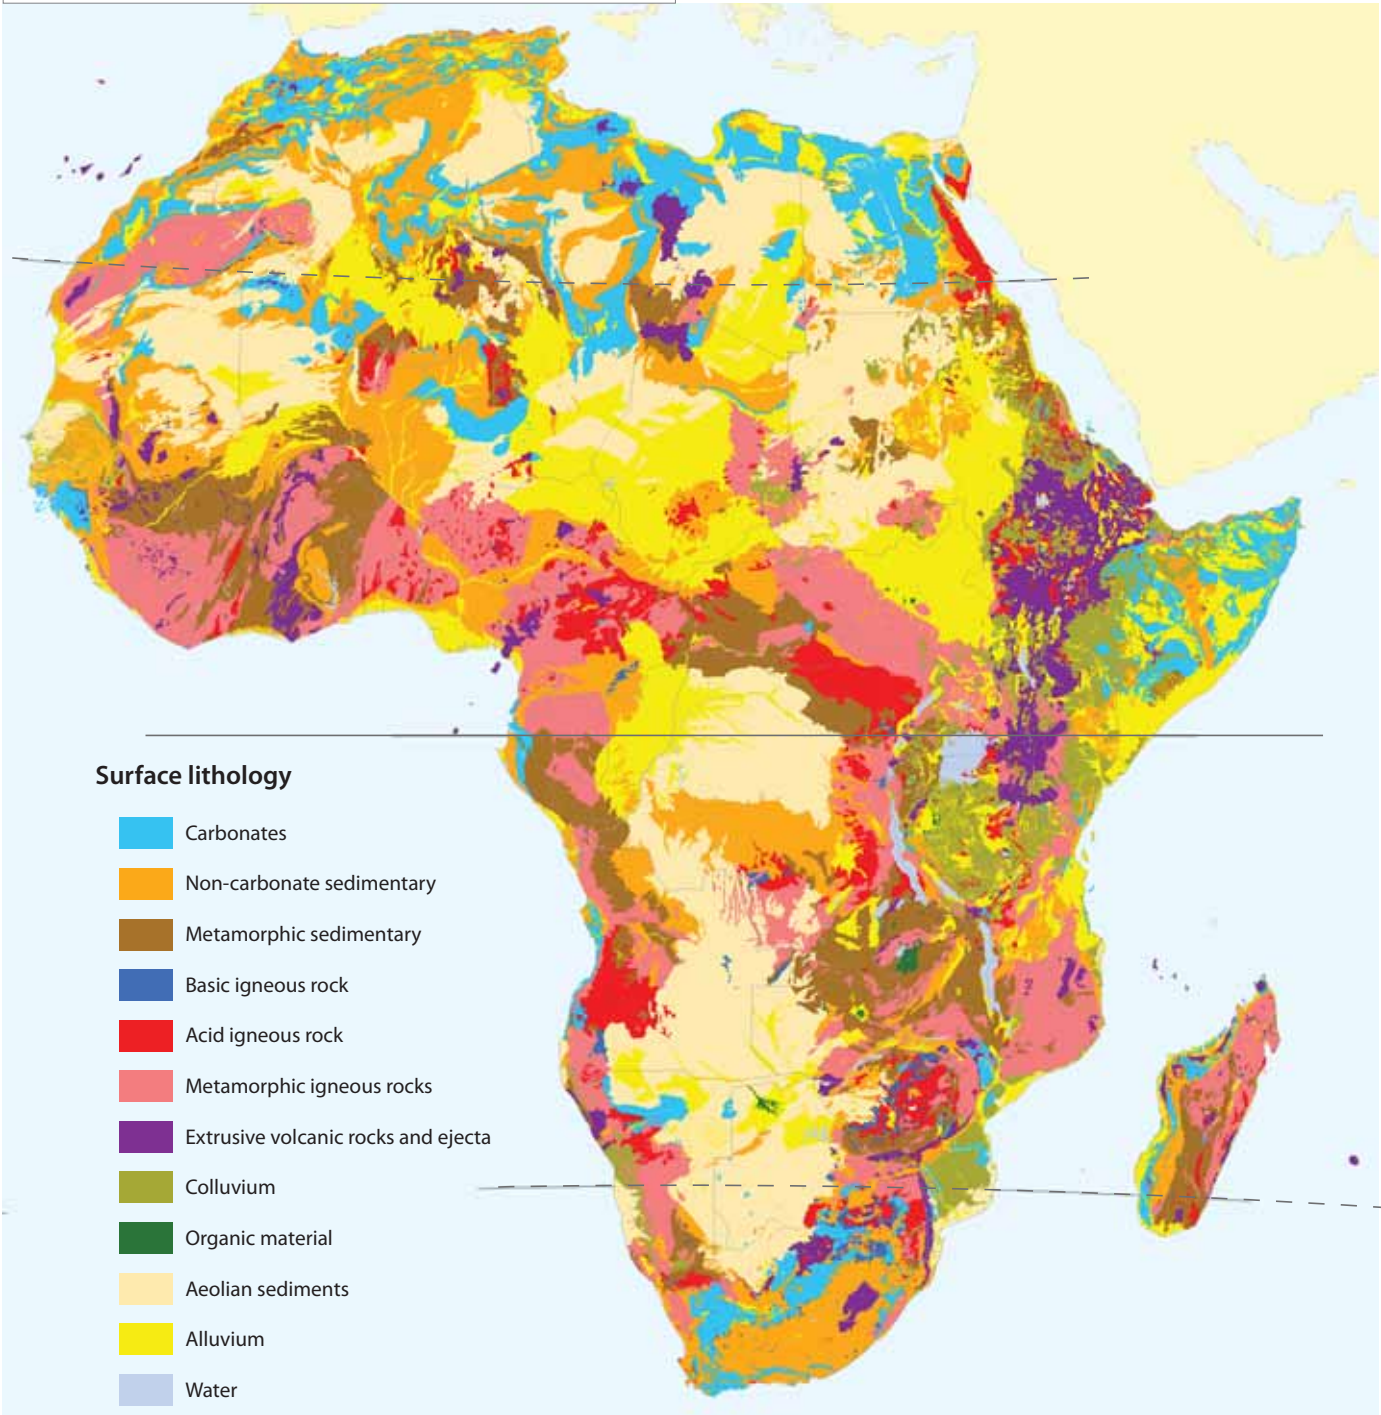 Surface lithology
Carbonates
Non-carbonate sedimentary
Metamorphic sedimentary
Basic igneous rock
Acid igneous rock
Metamorphic igneous rocks
Extrusive volcanic rocks and ejecta
Colluvium
Organic material
Aeolian sediments
Alluvium
Water